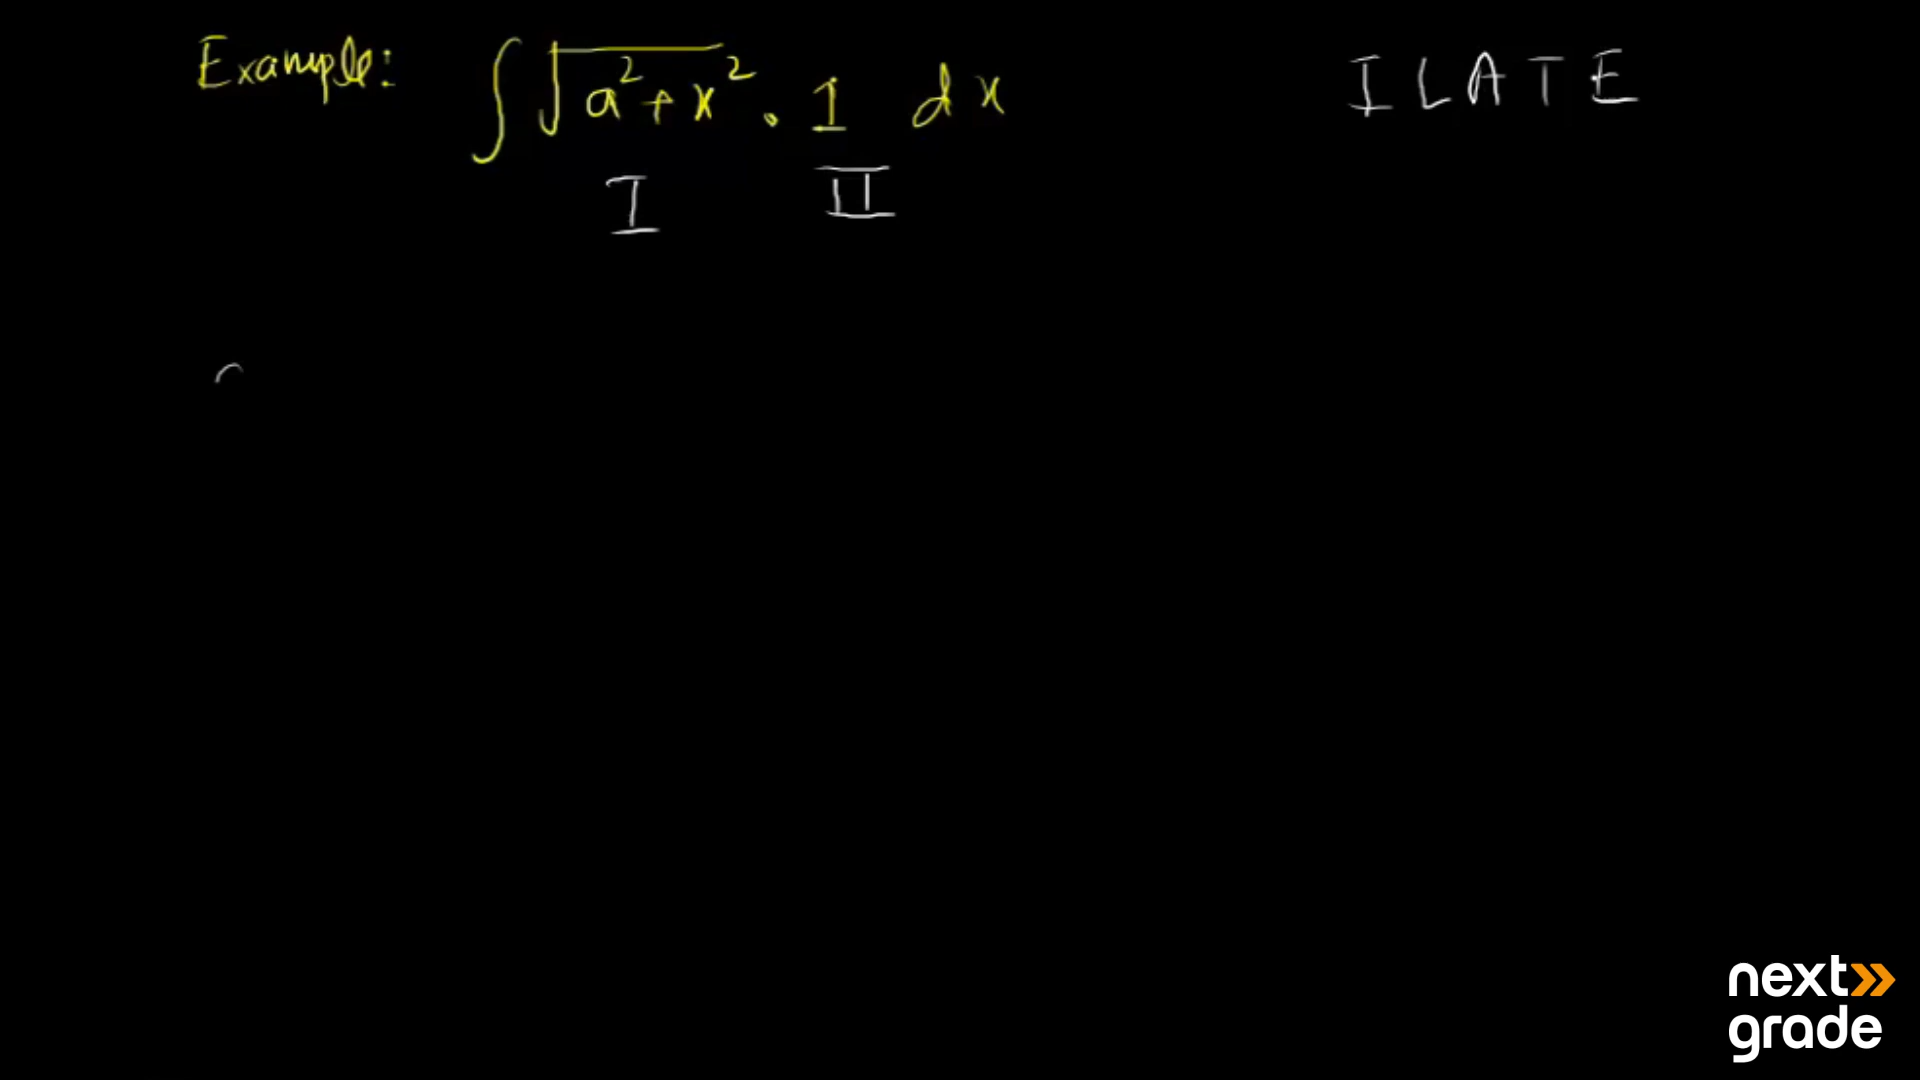 Example: ∫ √a²+x² . 1 dx ILATE
I II
next
grade